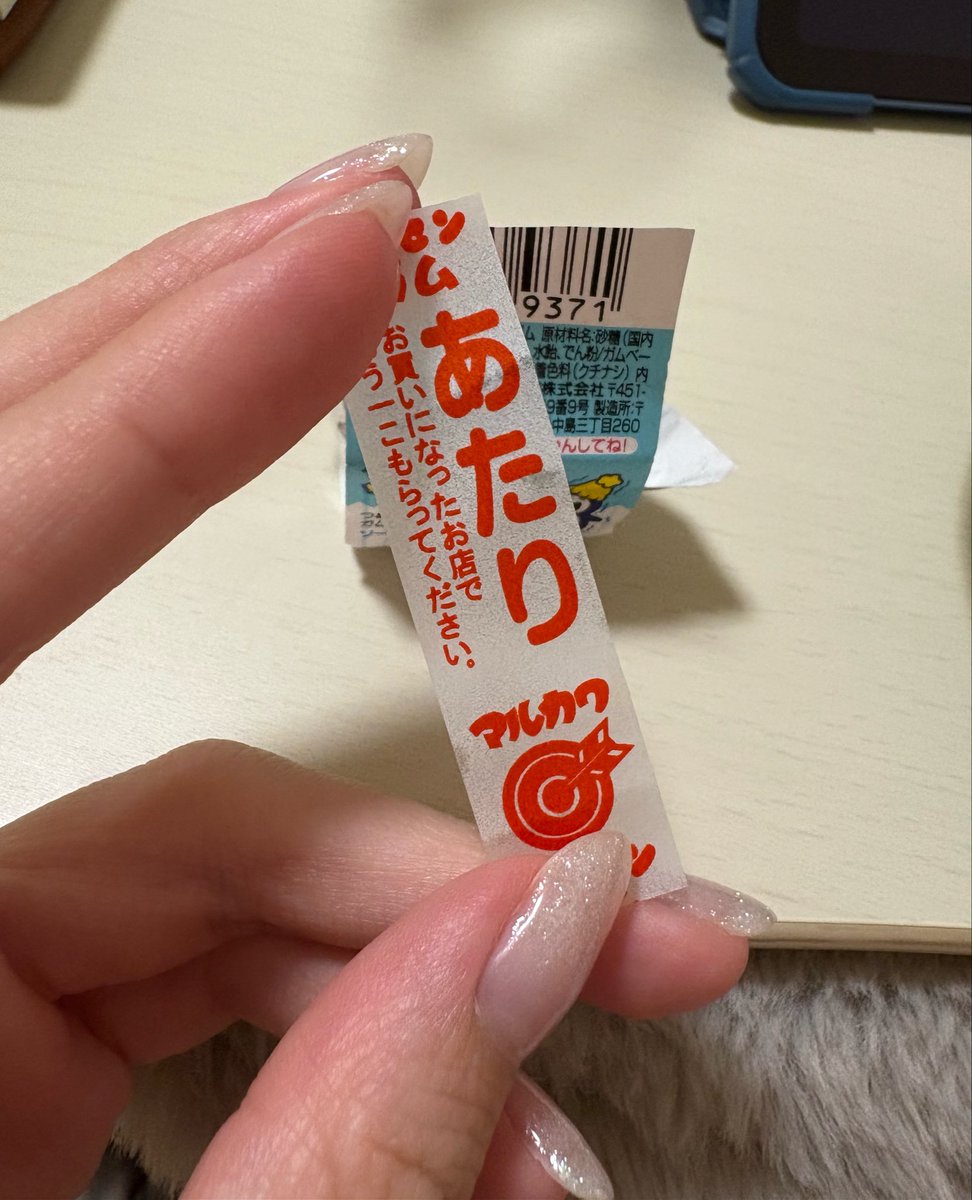 セン
ム
あたり
お買いになったお店で
う一こもらってください。
マルカワ
ン
9371
ム 原材料名:砂糖(国内
水飴、でん粉/ガムベー
着色料(クチナシ) 内
株式会社 〒451-
9番9号 製造所:〒
中島三丁目260
んしてね!